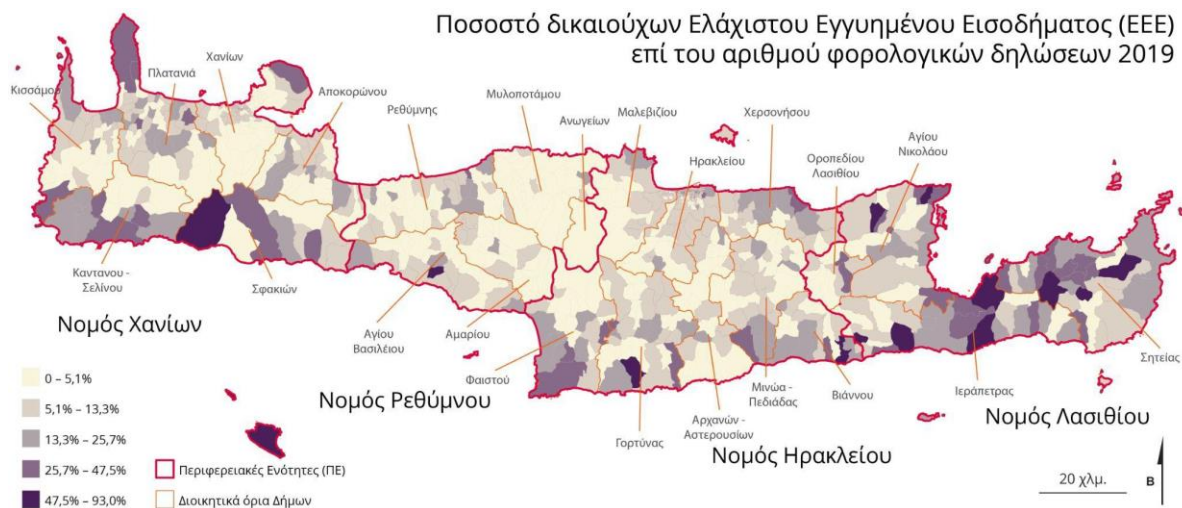 Ποσοστό δικαιούχων Ελάχιστου Εγγυημένου Εισοδήματος (ΕΕΕ)
επί του αριθμού φορολογικών δηλώσεων 2019
Κισσάμου
Πλατανιά
Χανίων
Αποκορώνου
Ρεθύμνης
Μυλοποτάμου
Ανωγείων
Μαλεβιζίου
Ηρακλείου
Χερσονήσου
Οροπεδίου
Λασιθίου
Αγίου
Νικολάου
Καντανου -
Σελίνου
Σφακιών
Αγίου
Βασιλείου
Αμαρίου
Φαιστού
Γορτύνας
Αρχανών -
Αστερουσίων
Μινώα -
Πεδιάδας
Βιάννου
Ιεράπετρας
Σητείας
Νομός Χανίων
Νομός Ρεθύμνου
Νομός Ηρακλείου
Νομός Λασιθίου
0 – 5,1%
5,1% – 13,3%
13,3% – 25,7%
25,7% – 47,5%
47,5% – 93,0%
Περιφερειακές Ενότητες (ΠΕ)
Διοικητικά όρια Δήμων
20 χλμ.
Β